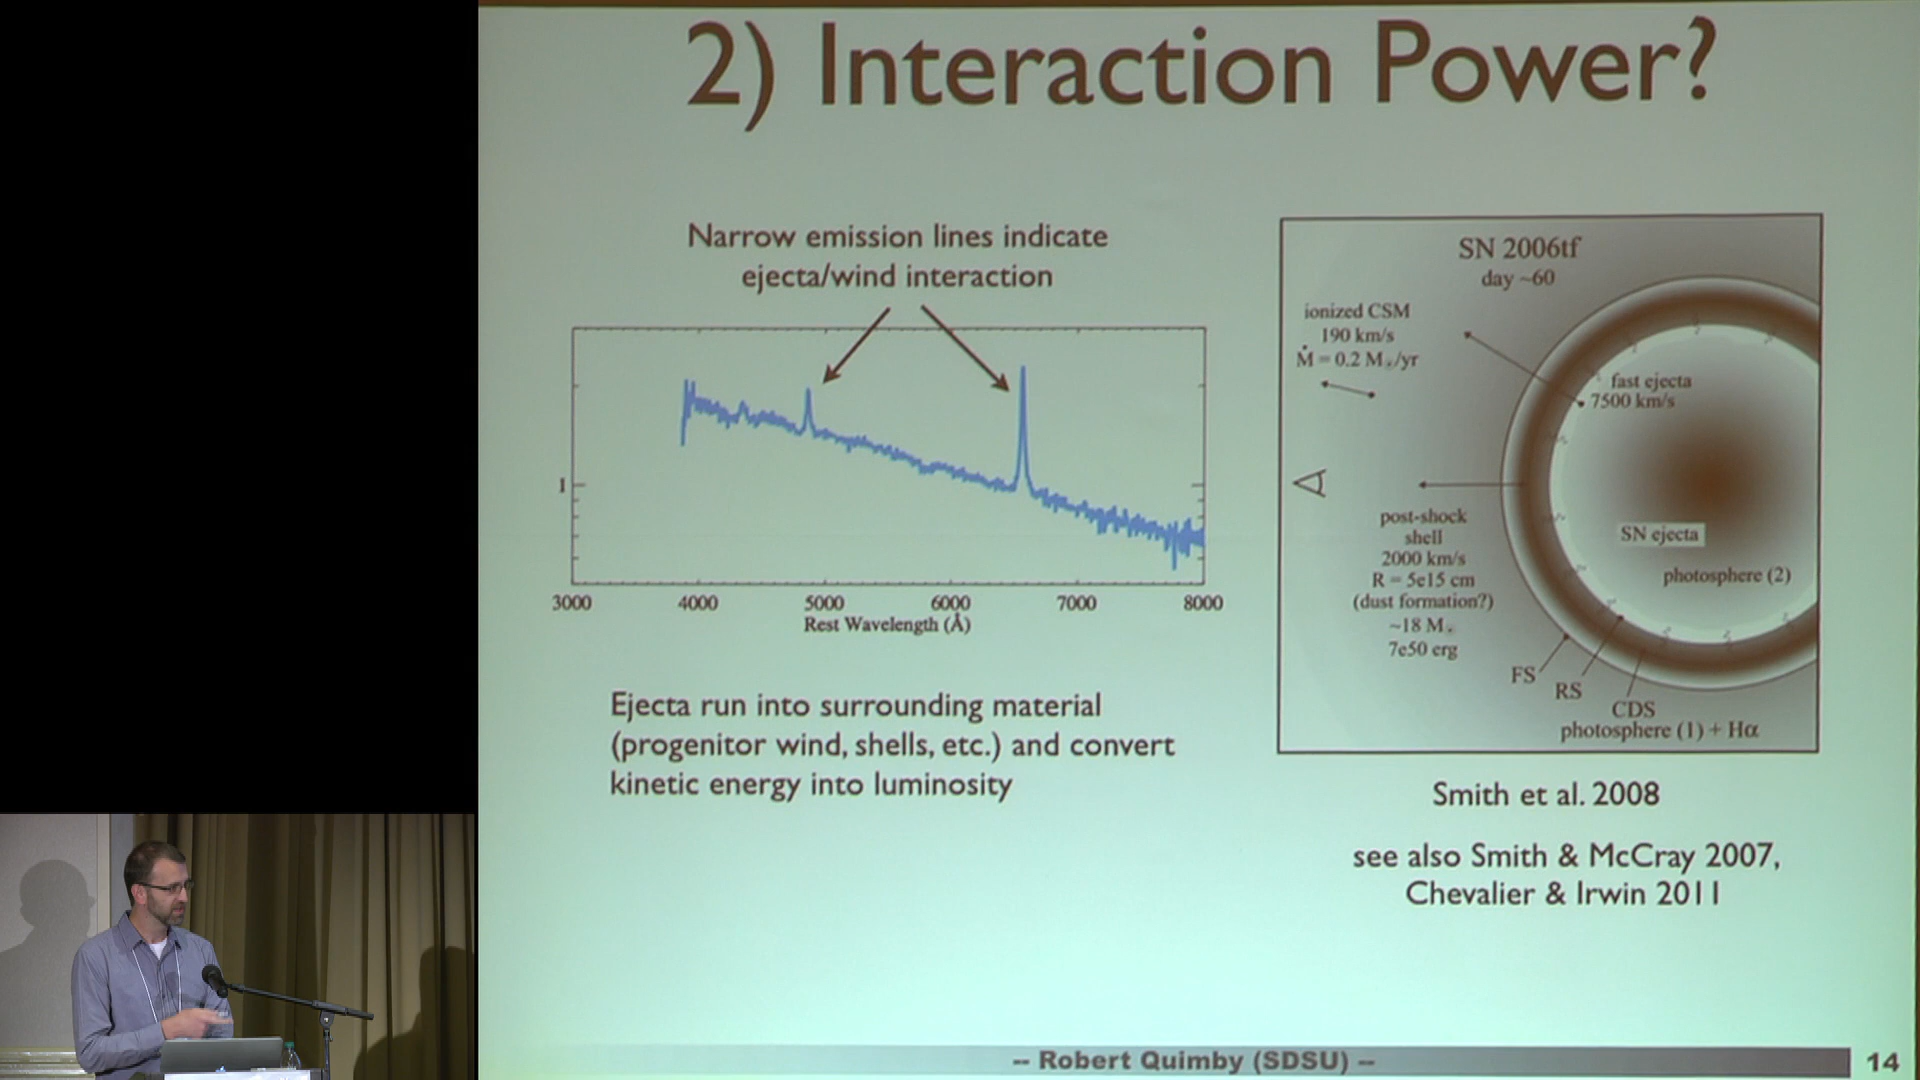 2) Interaction Power?
Narrow emission lines indicate
ejecta/wind interaction
1
3000 4000 5000 6000 7000 8000
Rest Wavelength (Å)
Ejecta run into surrounding material
(progenitor wind, shells, etc.) and convert
kinetic energy into luminosity
SN 2006tf
day ~60
ionized CSM
190 km/s
Ṁ = 0.2 M☉/yr
fast ejecta
7500 km/s
post-shock
shell
2000 km/s
R = 5e15 cm
(dust formation?)
~18 M☉
7e50 erg
SN ejecta
photosphere (2)
FS
RS
CDS
photosphere (1) + Hα
Smith et al. 2008
see also Smith & McCray 2007,
Chevalier & Irwin 2011
-- Robert Quimby (SDSU) --
14